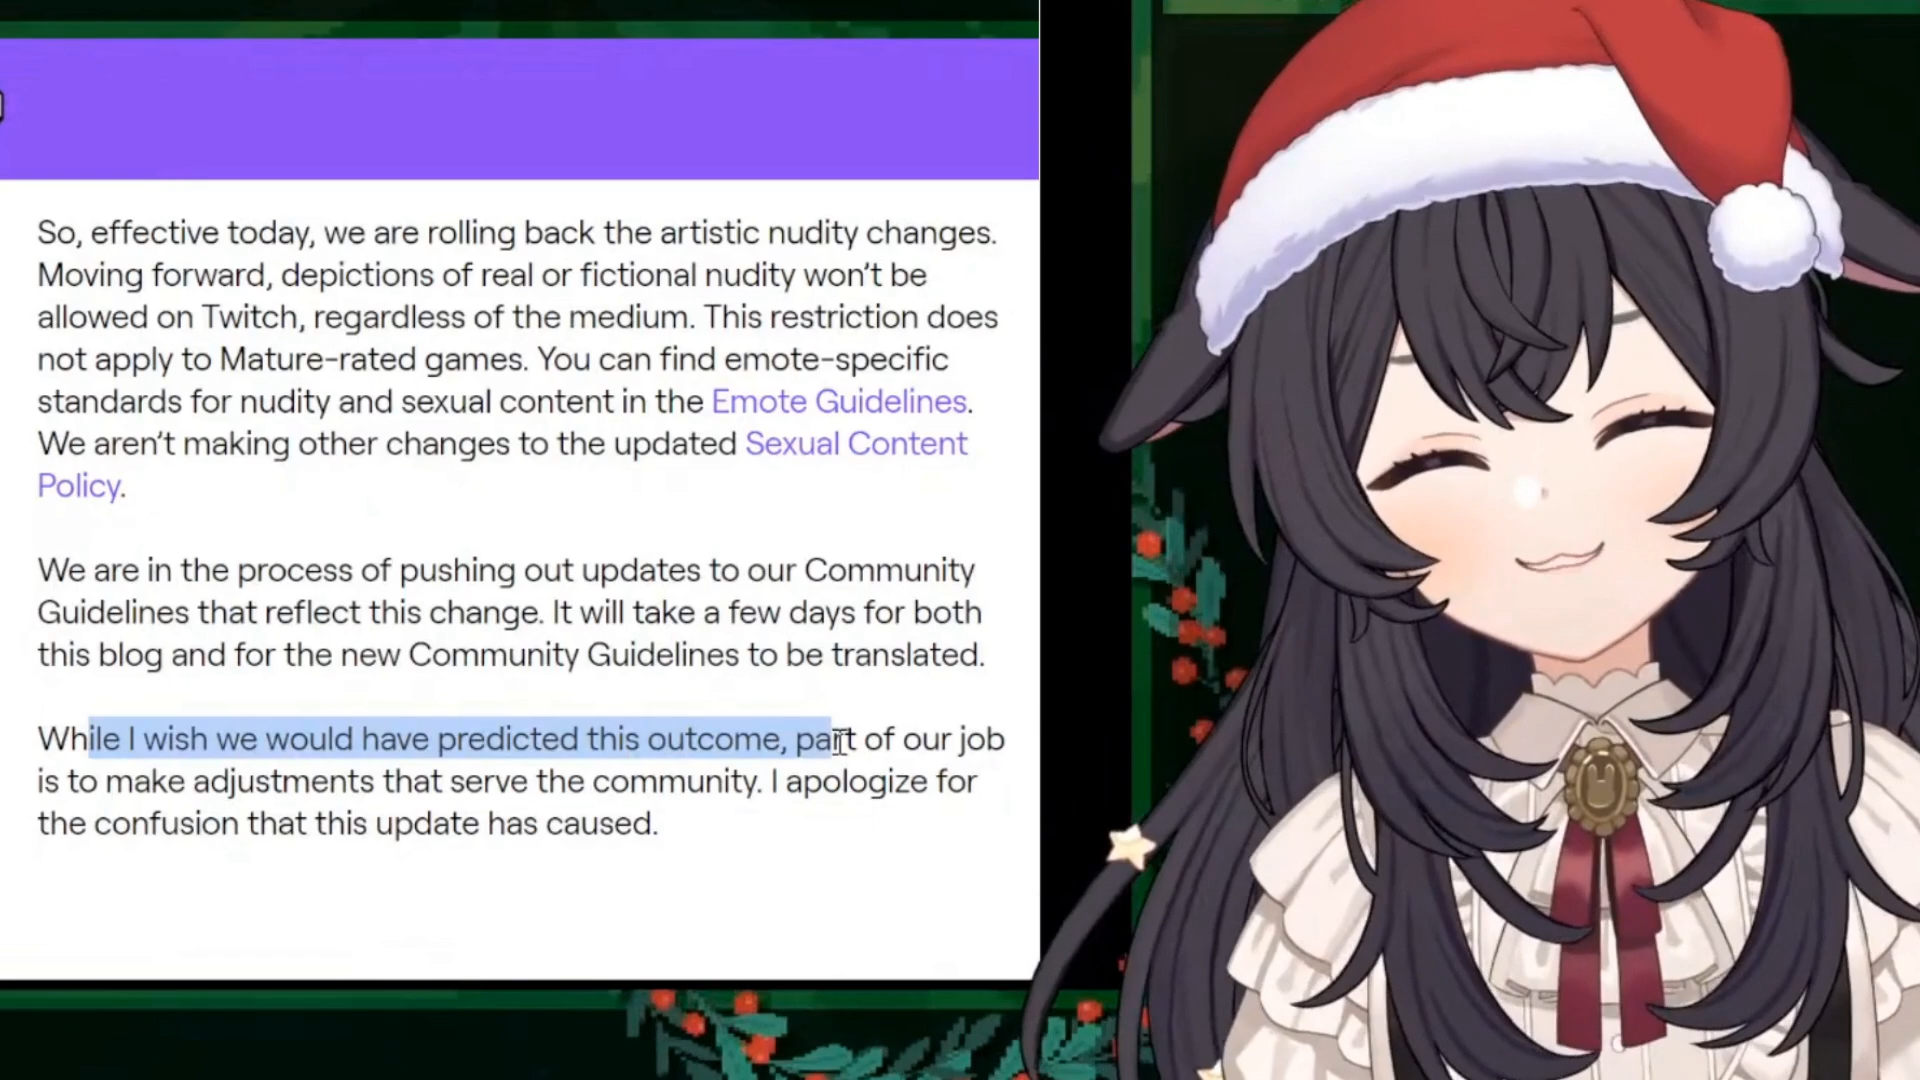 So, effective today, we are rolling back the artistic nudity changes.
Moving forward, depictions of real or fictional nudity won’t be
allowed on Twitch, regardless of the medium. This restriction does
not apply to Mature-rated games. You can find emote-specific
standards for nudity and sexual content in the Emote Guidelines.
We aren’t making other changes to the updated Sexual Content
Policy.
We are in the process of pushing out updates to our Community
Guidelines that reflect this change. It will take a few days for both
this blog and for the new Community Guidelines to be translated.
While I wish we would have predicted this outcome, part of our job
is to make adjustments that serve the community. I apologize for
the confusion that this update has caused.